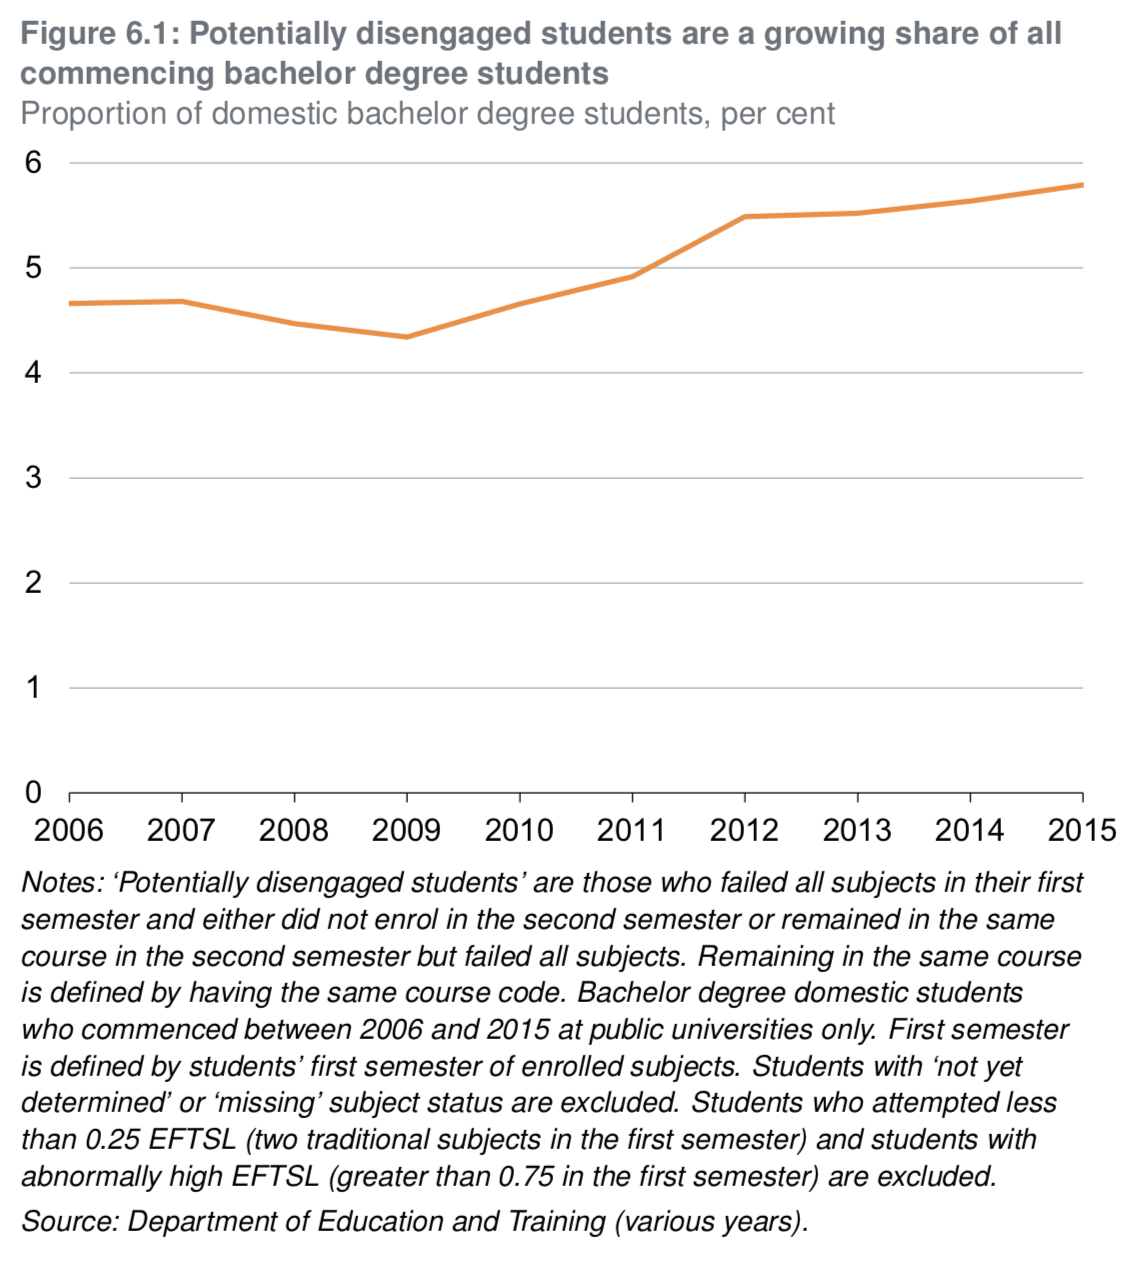 Figure 6.1: Potentially disengaged students are a growing share of all
commencing bachelor degree students
Proportion of domestic bachelor degree students, per cent
6
5
4
3
2
1
0
2006 2007 2008 2009 2010 2011 2012 2013 2014 2015
Notes: ‘Potentially disengaged students’ are those who failed all subjects in their first
semester and either did not enrol in the second semester or remained in the same
course in the second semester but failed all subjects. Remaining in the same course
is defined by having the same course code. Bachelor degree domestic students
who commenced between 2006 and 2015 at public universities only. First semester
is defined by students’ first semester of enrolled subjects. Students with ‘not yet
determined’ or ‘missing’ subject status are excluded. Students who attempted less
than 0.25 EFTSL (two traditional subjects in the first semester) and students with
abnormally high EFTSL (greater than 0.75 in the first semester) are excluded.
Source: Department of Education and Training (various years).